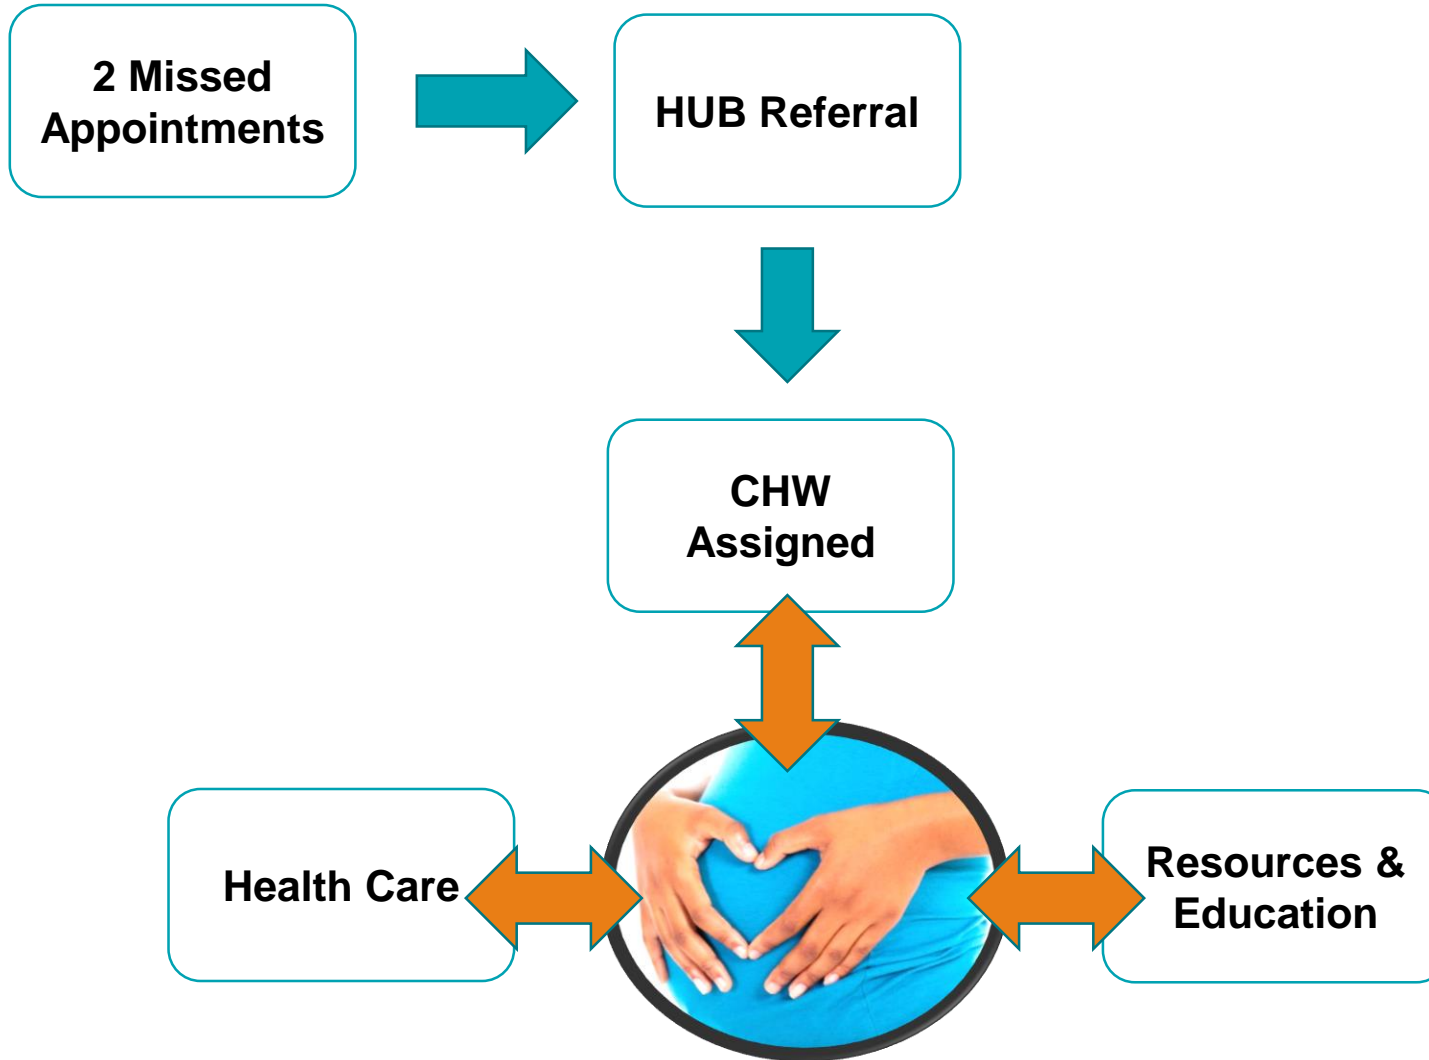 2 Missed
Appointments
HUB Referral
CHW
Assigned
Health Care
Resources &
Education